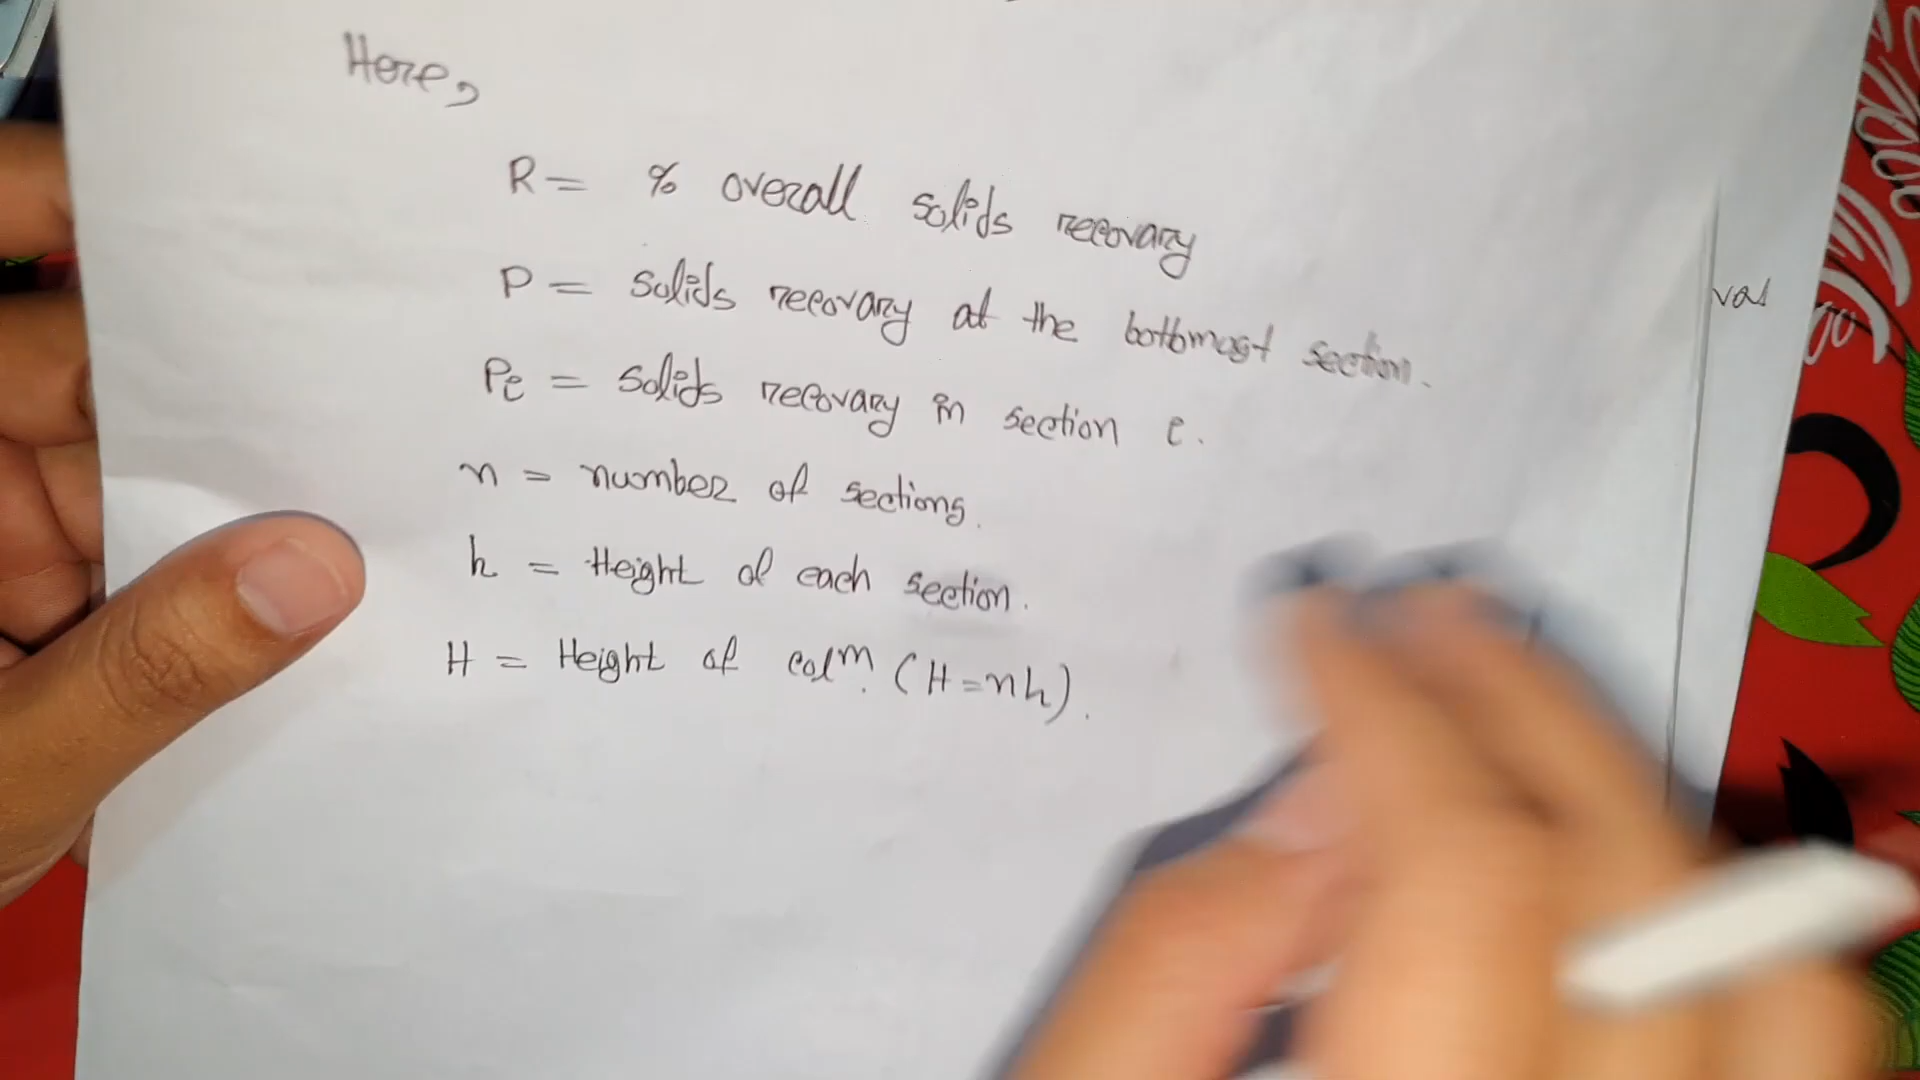 Here,
R = % overall solids recovary
P = solids recovary at the bottomost section.
val
Pi = solids recovary in section i.
n = number of sections.
h = Height of each section.
H = Height of colm. (H=nh).